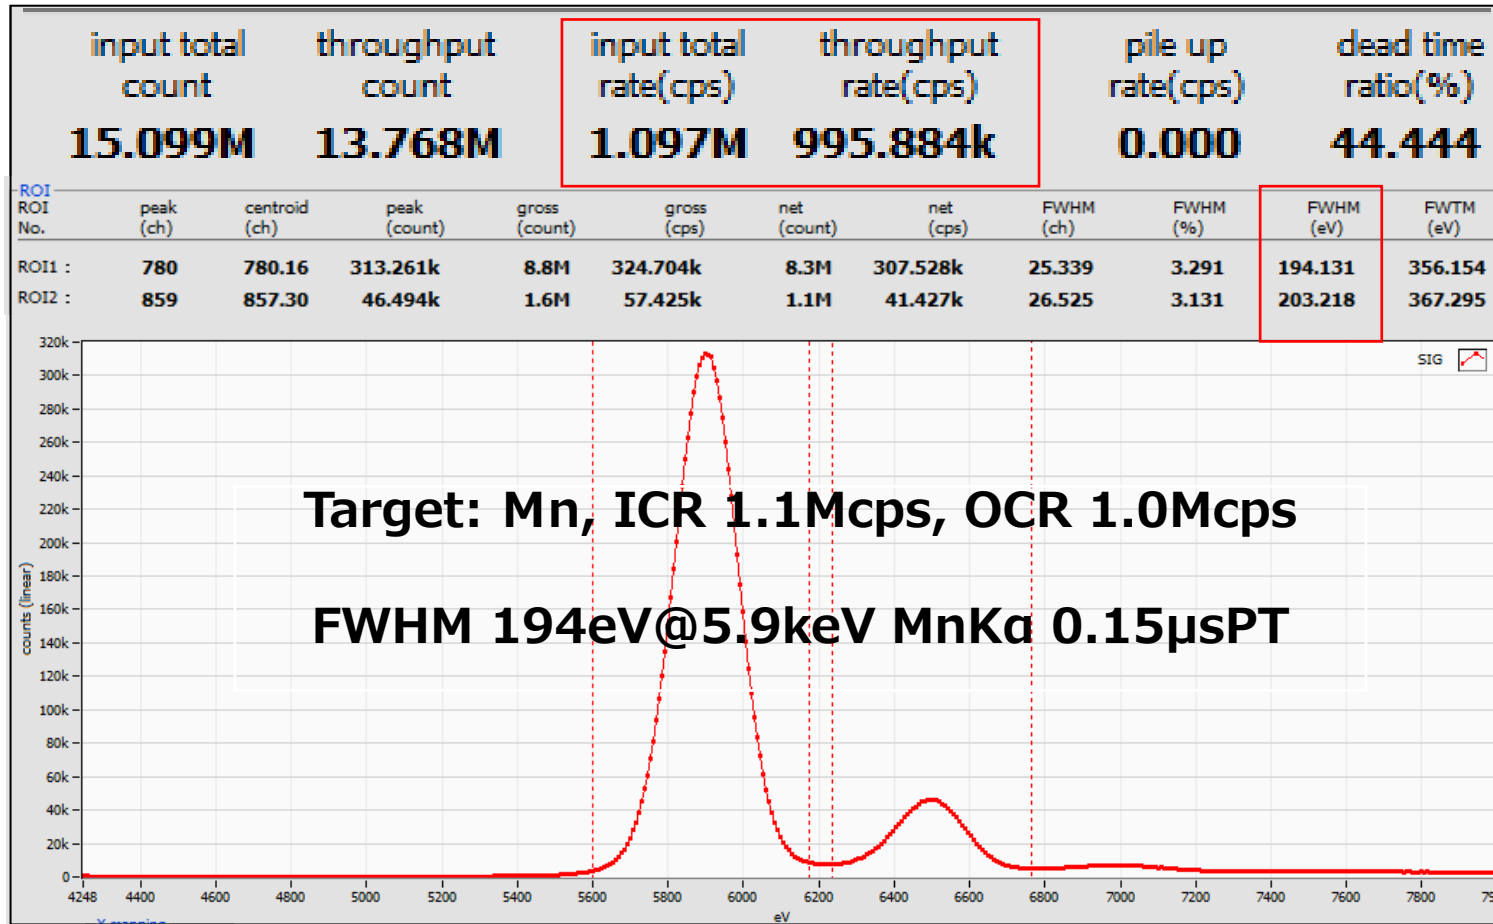 input total count throughput count input total rate(cps) throughput rate(cps) pile up rate(cps) dead time ratio(%)
15.099M 13.768M 1.097M 995.884k 0.000 44.444
ROI
ROI No. peak (ch) centroid (ch) peak (count) gross (count) gross (cps) net (count) net (cps) FWHM (ch) FWHM (%) FWHM (eV) FWTM (eV)
ROI1 : 780 780.16 313.261k 8.8M 324.704k 8.3M 307.528k 25.339 3.291 194.131 356.154
ROI2 : 859 857.30 46.494k 1.6M 57.425k 1.1M 41.427k 26.525 3.131 203.218 367.295
SIG
320k
300k
280k
260k
240k
220k
200k
180k
160k
140k
120k
100k
80k
60k
40k
20k
0
counts (linear)
Target: Mn, ICR 1.1Mcps, OCR 1.0Mcps
FWHM 194eV@5.9keV MnKα 0.15μsPT
4248 4400 4600 4800 5000 5200 5400 5600 5800 6000 6200 6400 6600 6800 7000 7200 7400 7600 7800
eV